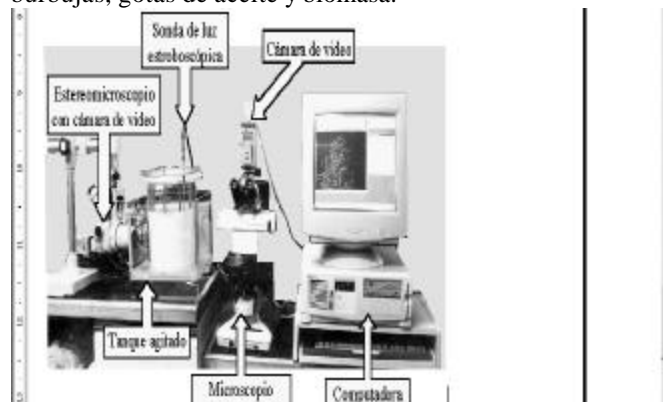 burbujas, gotas de aceite y biomasa.
Sonda de luz
estroboscópica
Cámara de video
Estereomicroscopio
con cámara de video
Tanque agitado
Microscopio
Computadora